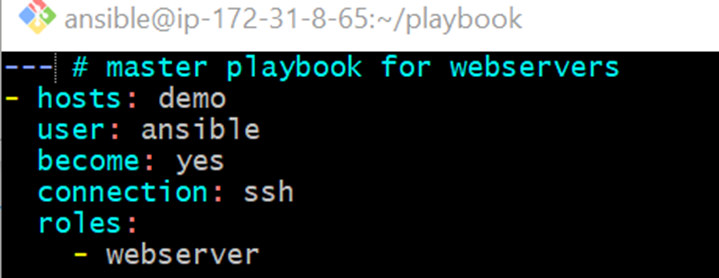 ansible@ip-172-31-8-65:~/playbook
--- # master playbook for webservers
- hosts: demo
  user: ansible
  become: yes
  connection: ssh
  roles:
    - webserver